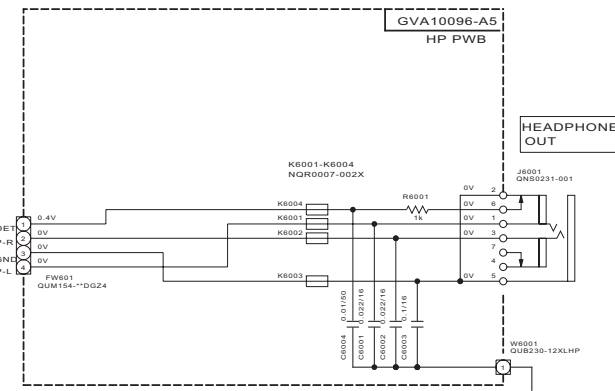 GVA10096-A5
HP PWB
HEADPHONE
OUT
K6001-K6004
NQR0007-002X
J6001
QNS0231-001
0V 2
K6004 R6001 0V 6
DET 1 0.4V K6001 1k 0V 1
P-R 2 0V K6002 0V 3
GND 3 0V 7
P-L 4 0V 4
FW601 K6003 0V 5
QUM154-**DGZ4
0.01/50
0.022/16
0.022/16
0.1/16
C6004
C6001
C6002
C6003
W6001
QUB230-12XLHP
1